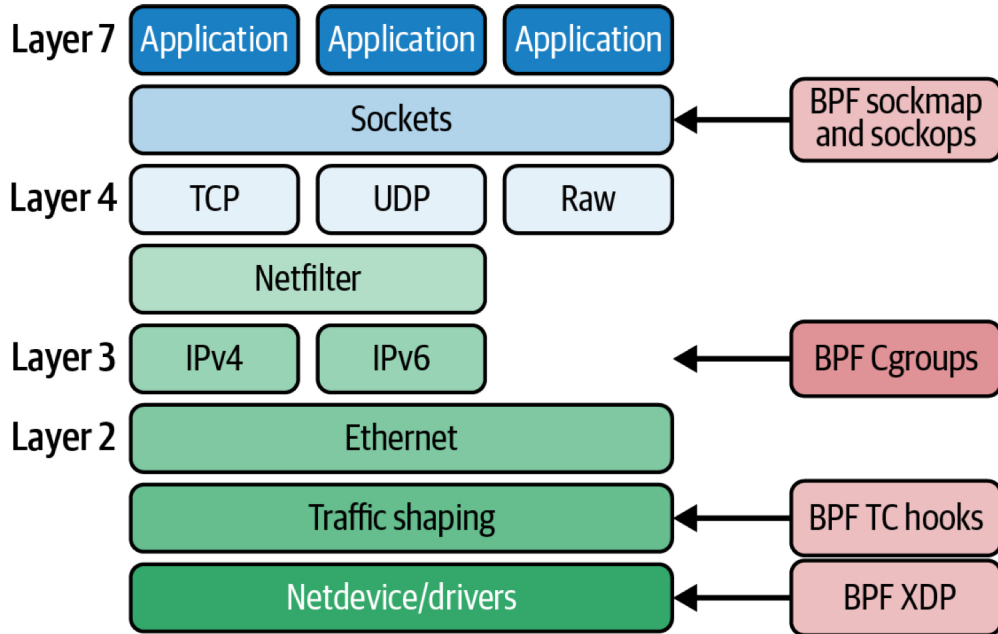 Layer 7
Application
Application
Application
Sockets
BPF sockmap
and sockops
Layer 4
TCP
UDP
Raw
Netfilter
Layer 3
IPv4
IPv6
BPF Cgroups
Layer 2
Ethernet
Traffic shaping
BPF TC hooks
Netdevice/drivers
BPF XDP